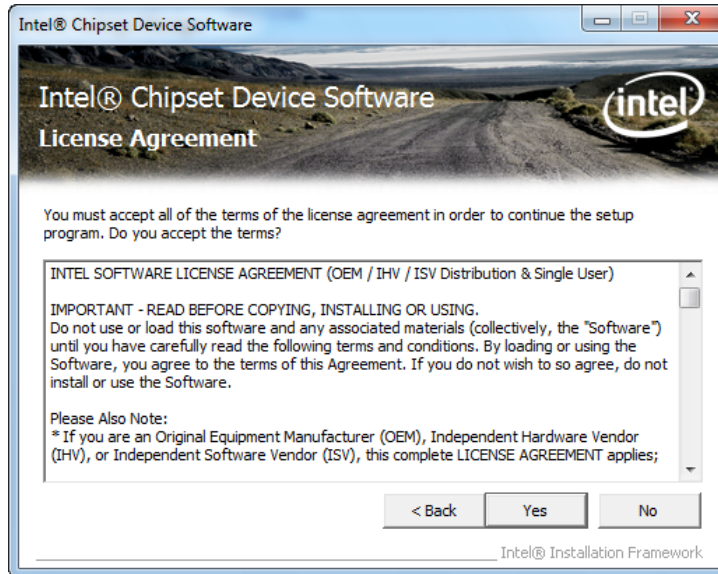 Intel® Chipset Device Software
Intel® Chipset Device Software
intel
License Agreement
You must accept all of the terms of the license agreement in order to continue the setup
program. Do you accept the terms?
INTEL SOFTWARE LICENSE AGREEMENT (OEM / IHV / ISV Distribution & Single User)
IMPORTANT - READ BEFORE COPYING, INSTALLING OR USING.
Do not use or load this software and any associated materials (collectively, the "Software")
until you have carefully read the following terms and conditions. By loading or using the
Software, you agree to the terms of this Agreement. If you do not wish to so agree, do not
install or use the Software.
Please Also Note:
* If you are an Original Equipment Manufacturer (OEM), Independent Hardware Vendor
(IHV), or Independent Software Vendor (ISV), this complete LICENSE AGREEMENT applies;
< Back Yes No
Intel® Installation Framework